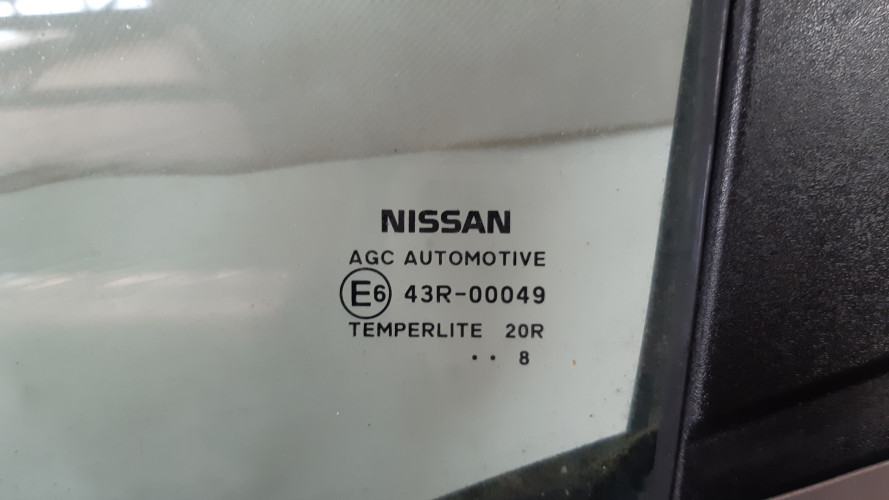 NISSAN
AGC AUTOMOTIVE
E6 43R-00049
TEMPERLITE 20R
•• 8